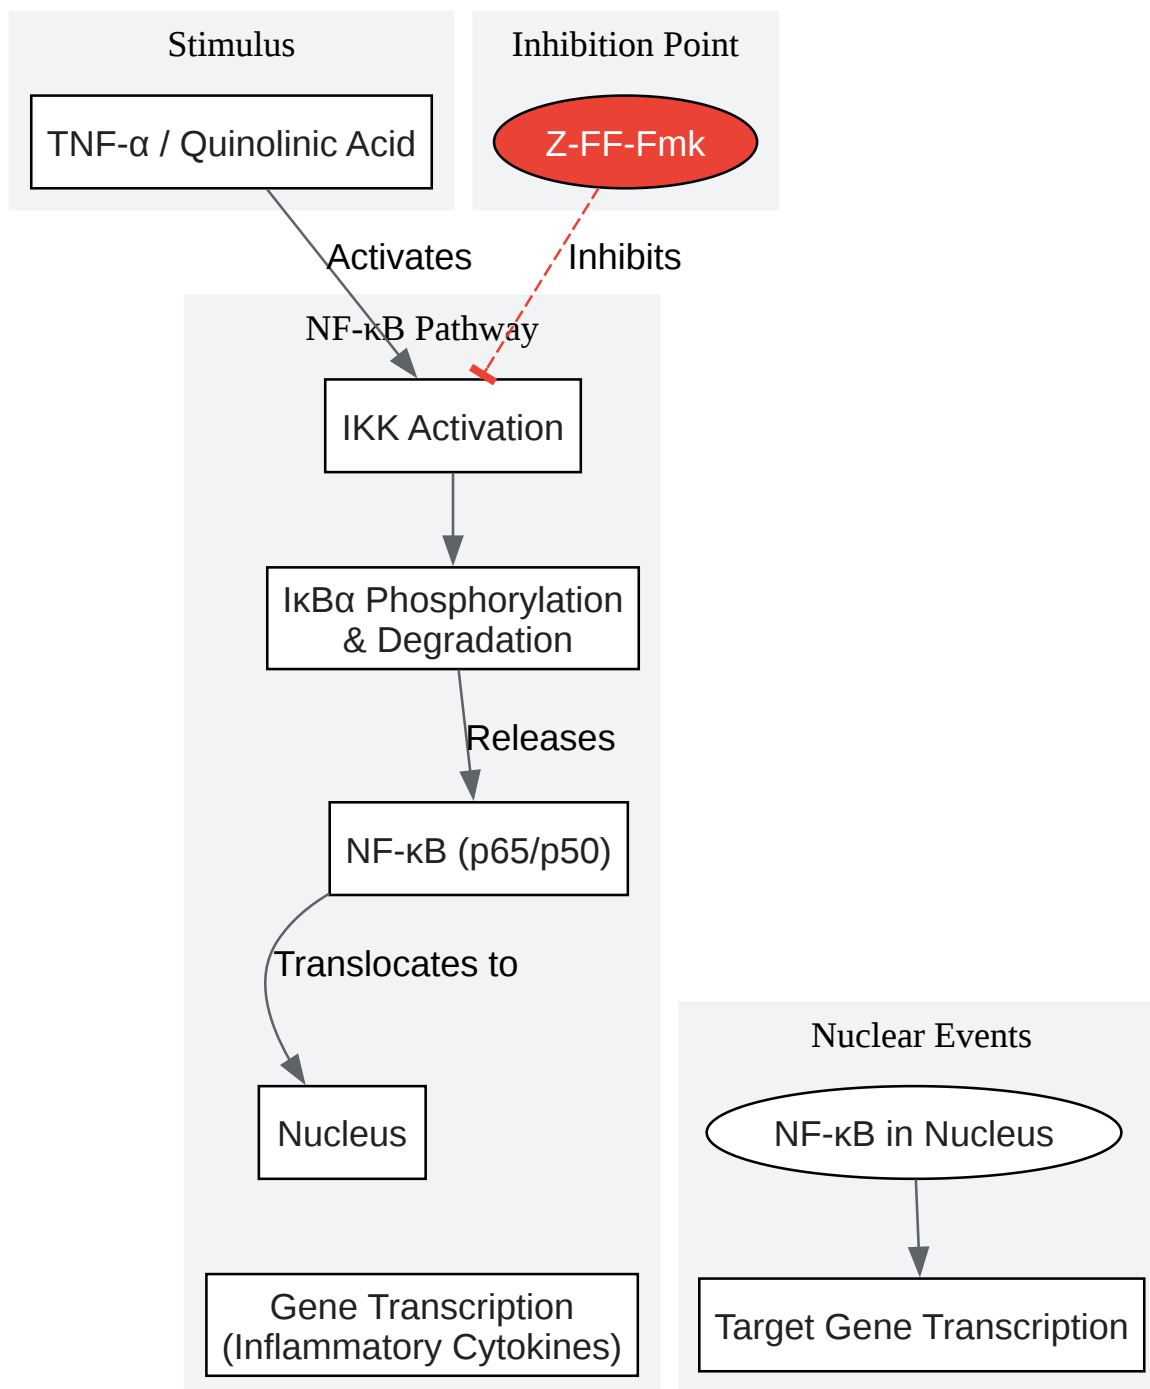 Stimulus
Inhibition Point
TNF-α / Quinolinic Acid
Z-FF-Fmk
Activates
Inhibits
NF-κB Pathway
IKK Activation
IκBα Phosphorylation
& Degradation
Releases
NF-κB (p65/p50)
Translocates to
Nucleus
Gene Transcription
(Inflammatory Cytokines)
Nuclear Events
NF-κB in Nucleus
Target Gene Transcription